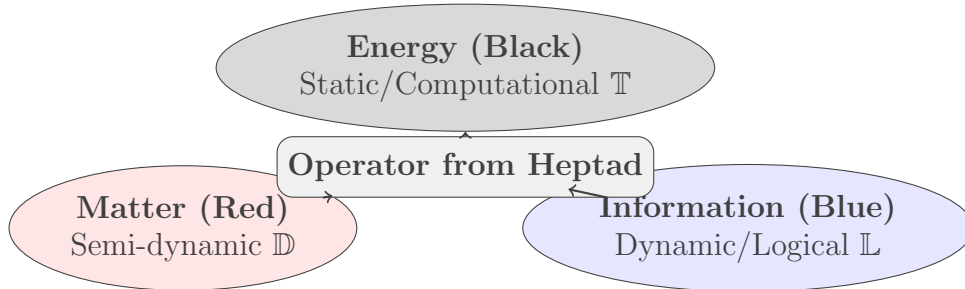 Energy (Black)
Static/Computational 𝕋
Operator from Heptad
Matter (Red)
Semi-dynamic 𝔻
Information (Blue)
Dynamic/Logical 𝕃